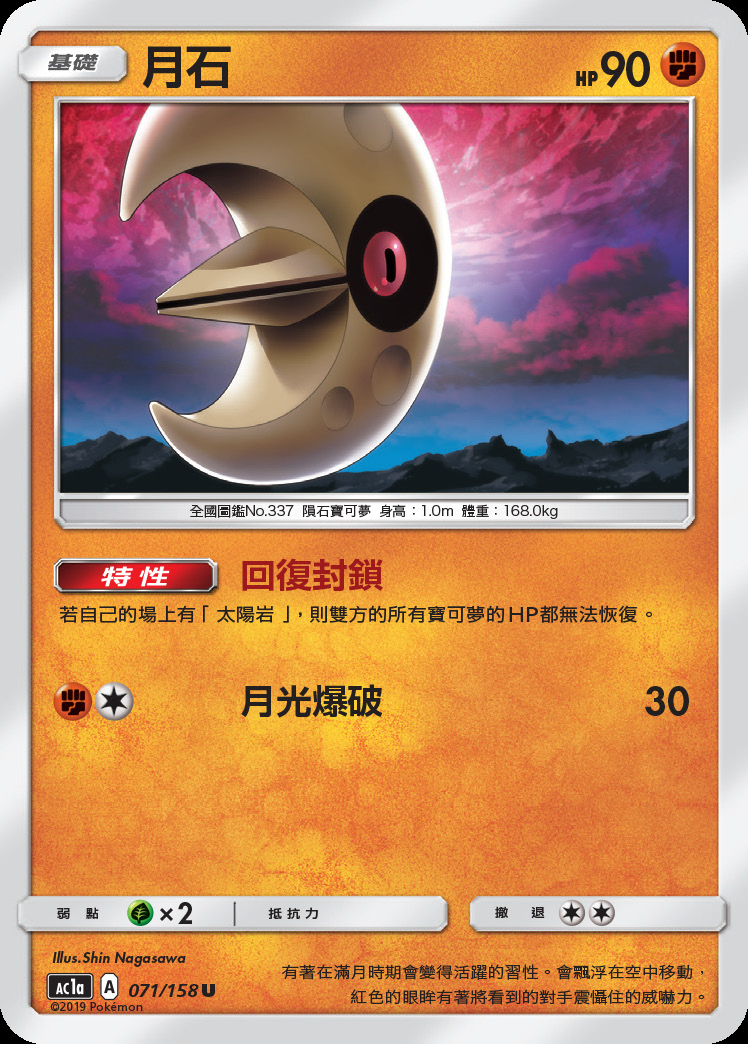 基礎 月石 HP90
全國圖鑑No.337 隕石寶可夢 身高：1.0m 體重：168.0kg
特性 回復封鎖
若自己的場上有「太陽岩」，則雙方的所有寶可夢的HP都無法恢復。
月光爆破 30
弱點 ×2 抵抗力 撤退
Illus.Shin Nagasawa
有著在滿月時期會變得活躍的習性。會飄浮在空中移動，
紅色的眼眸有著將看到的對手震懾住的威嚇力。
AC1a A 071/158 U
©2019 Pokémon